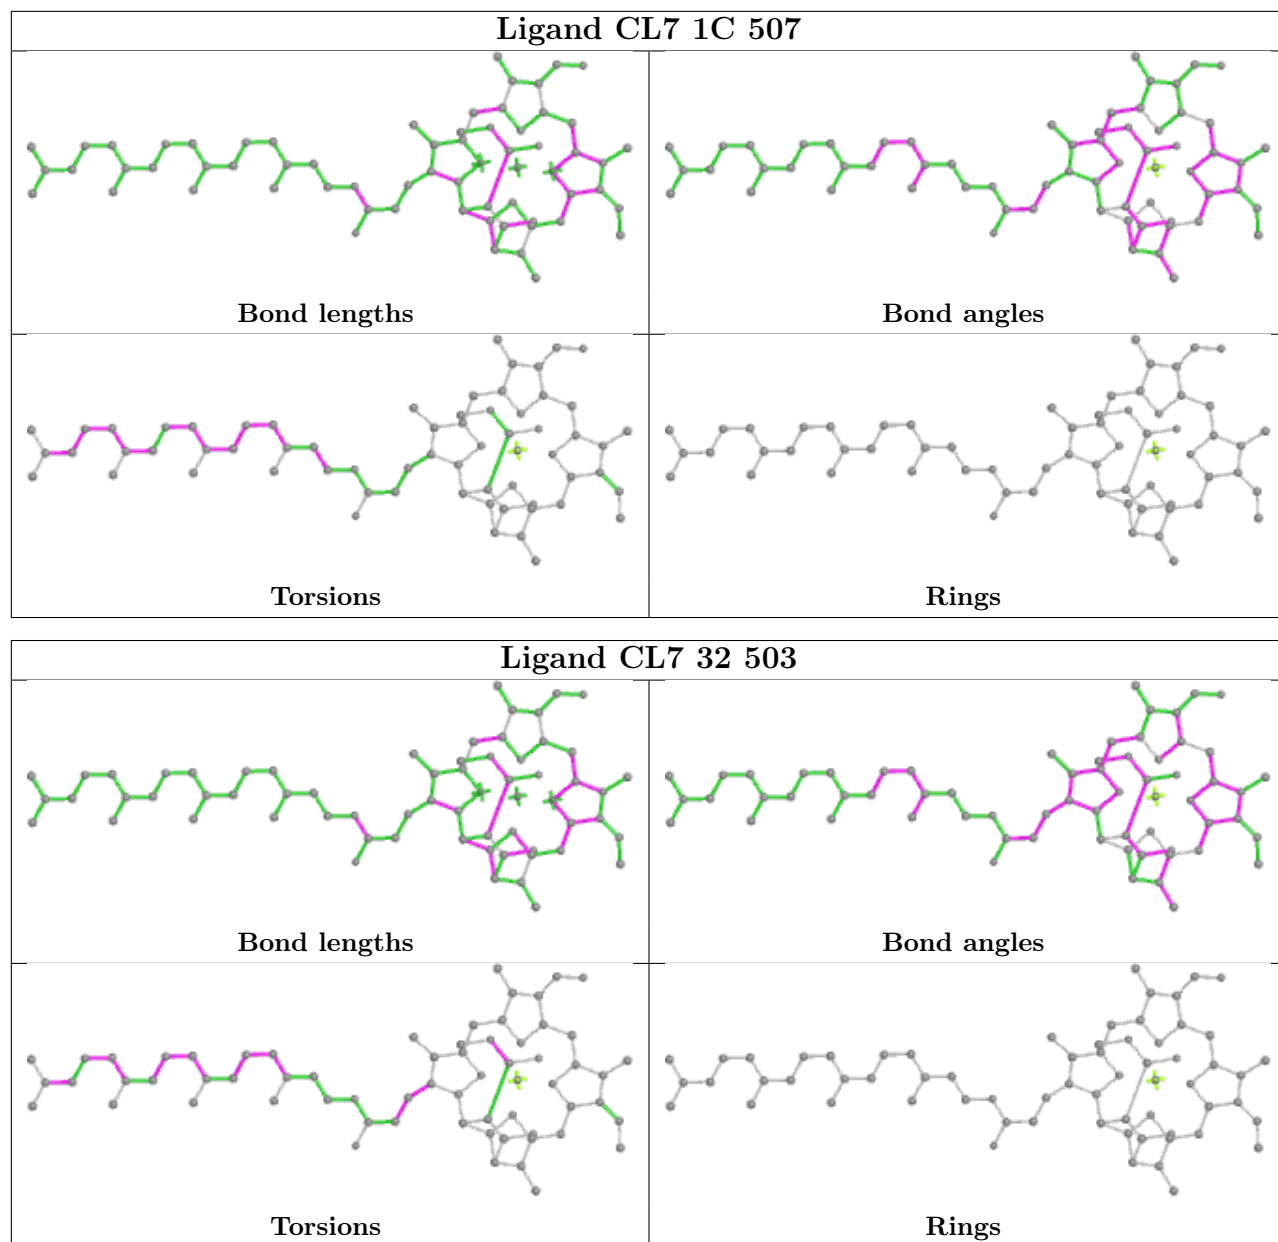 Ligand CL7 1C 507
Bond lengths
Bond angles
Torsions
Rings
Ligand CL7 32 503
Bond lengths
Bond angles
Torsions
Rings